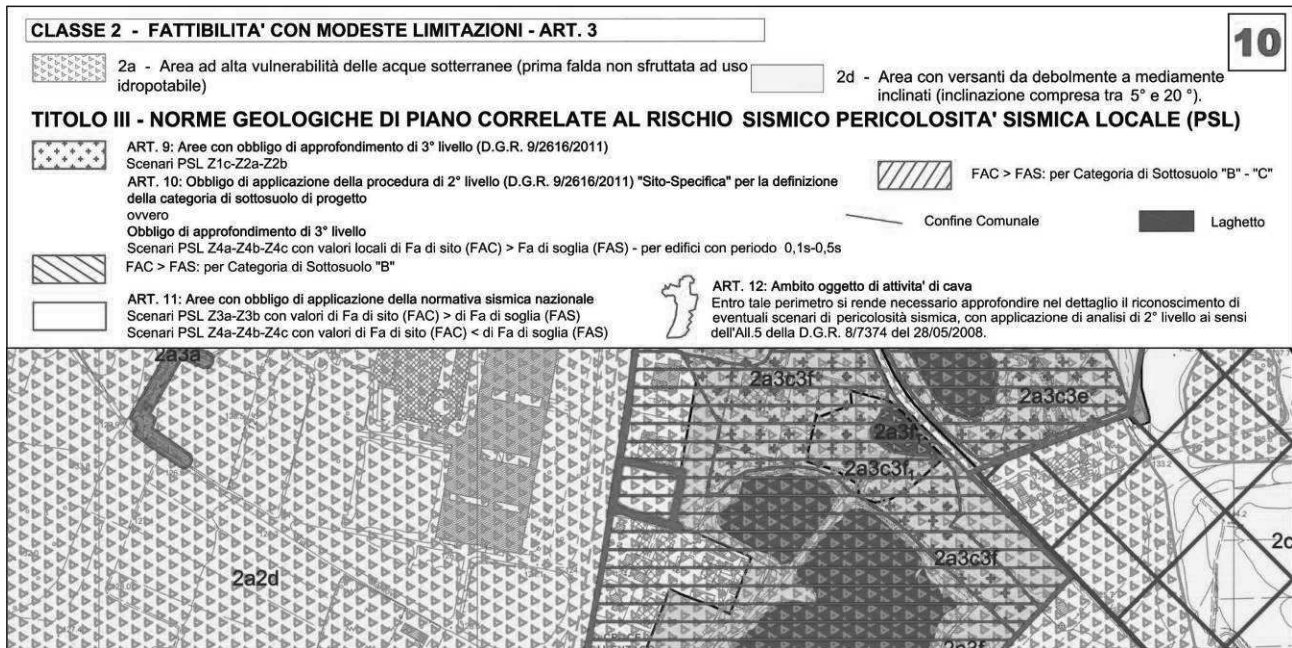 CLASSE 2 - FATTIBILITA' CON MODESTE LIMITAZIONI - ART. 3
10
2a - Area ad alta vulnerabilità delle acque sotterranee (prima falda non sfruttata ad uso
idropotabile)
2d - Area con versanti da debolmente a mediamente
inclinati (inclinazione compresa tra 5° e 20 °).
TITOLO III - NORME GEOLOGICHE DI PIANO CORRELATE AL RISCHIO SISMICO PERICOLOSITA' SISMICA LOCALE (PSL)
ART. 9: Aree con obbligo di approfondimento di 3° livello (D.G.R. 9/2616/2011)
Scenari PSL Z1c-Z2a-Z2b
ART. 10: Obbligo di applicazione della procedura di 2° livello (D.G.R. 9/2616/2011) "Sito-Specifica" per la definizione
della categoria di sottosuolo di progetto
ovvero
Obbligo di approfondimento di 3° livello
Scenari PSL Z4a-Z4b-Z4c con valori locali di Fa di sito (FAC) > Fa di soglia (FAS) - per edifici con periodo 0,1s-0,5s
FAC > FAS: per Categoria di Sottosuolo "B"
FAC > FAS: per Categoria di Sottosuolo "B" - "C"
Confine Comunale
Laghetto
ART. 11: Aree con obbligo di applicazione della normativa sismica nazionale
Scenari PSL Z3a-Z3b con valori di Fa di sito (FAC) > di Fa di soglia (FAS)
Scenari PSL Z4a-Z4b-Z4c con valori di Fa di sito (FAC) < di Fa di soglia (FAS)
ART. 12: Ambito oggetto di attivita' di cava
Entro tale perimetro si rende necessario approfondire nel dettaglio il riconoscimento di
eventuali scenari di pericolosità sismica, con applicazione di analisi di 2° livello ai sensi
dell'All.5 della D.G.R. 8/7374 del 28/05/2008.
2a3a
2a3c3f
2a3c3e
2a3f
2a3c3f
133.2
2c
2a3c3f
2a2d
2a3f